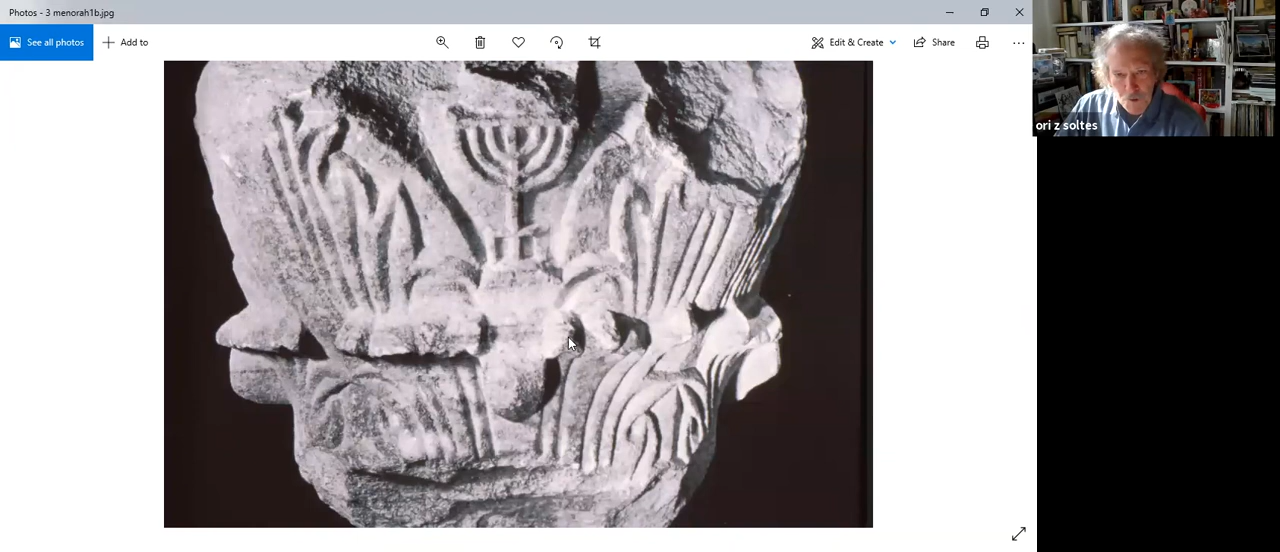 Photos - 3 menorah1b.jpg
See all photos
Add to
Edit & Create
Share
ori z soltes